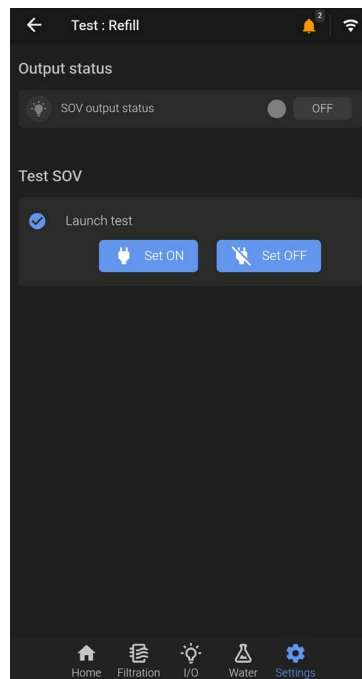 Test : Refill
2
Output status
SOV output status
OFF
Test SOV
Launch test
Set ON
Set OFF
Home
Filtration
I/O
Water
Settings